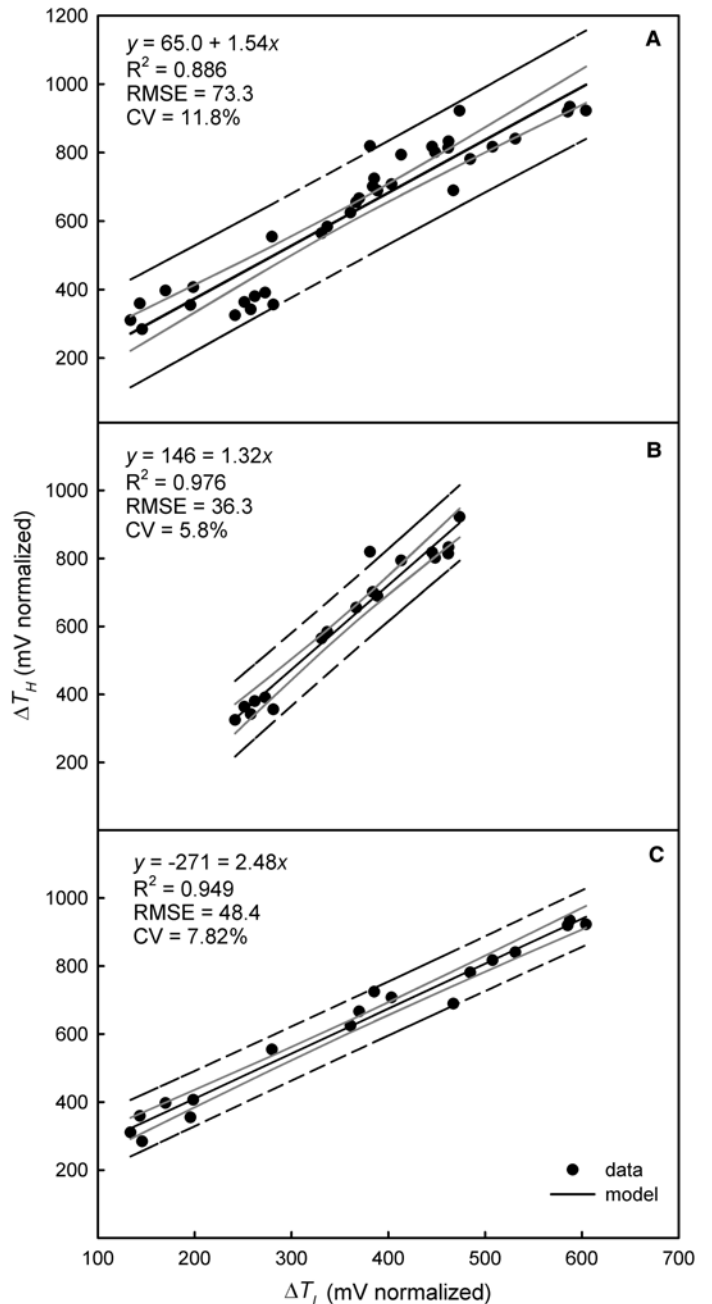 1200
A
y = 65.0 + 1.54x
R² = 0.886
RMSE = 73.3
CV = 11.8%
1000
800
600
400
200
B
y = 146 = 1.32x
R² = 0.976
RMSE = 36.3
CV = 5.8%
1000
800
600
400
200
ΔT_H (mV normalized)
C
y = -271 = 2.48x
R² = 0.949
RMSE = 48.4
CV = 7.82%
1000
800
600
400
200
data
model
100 200 300 400 500 600 700
ΔT (mV normalized)